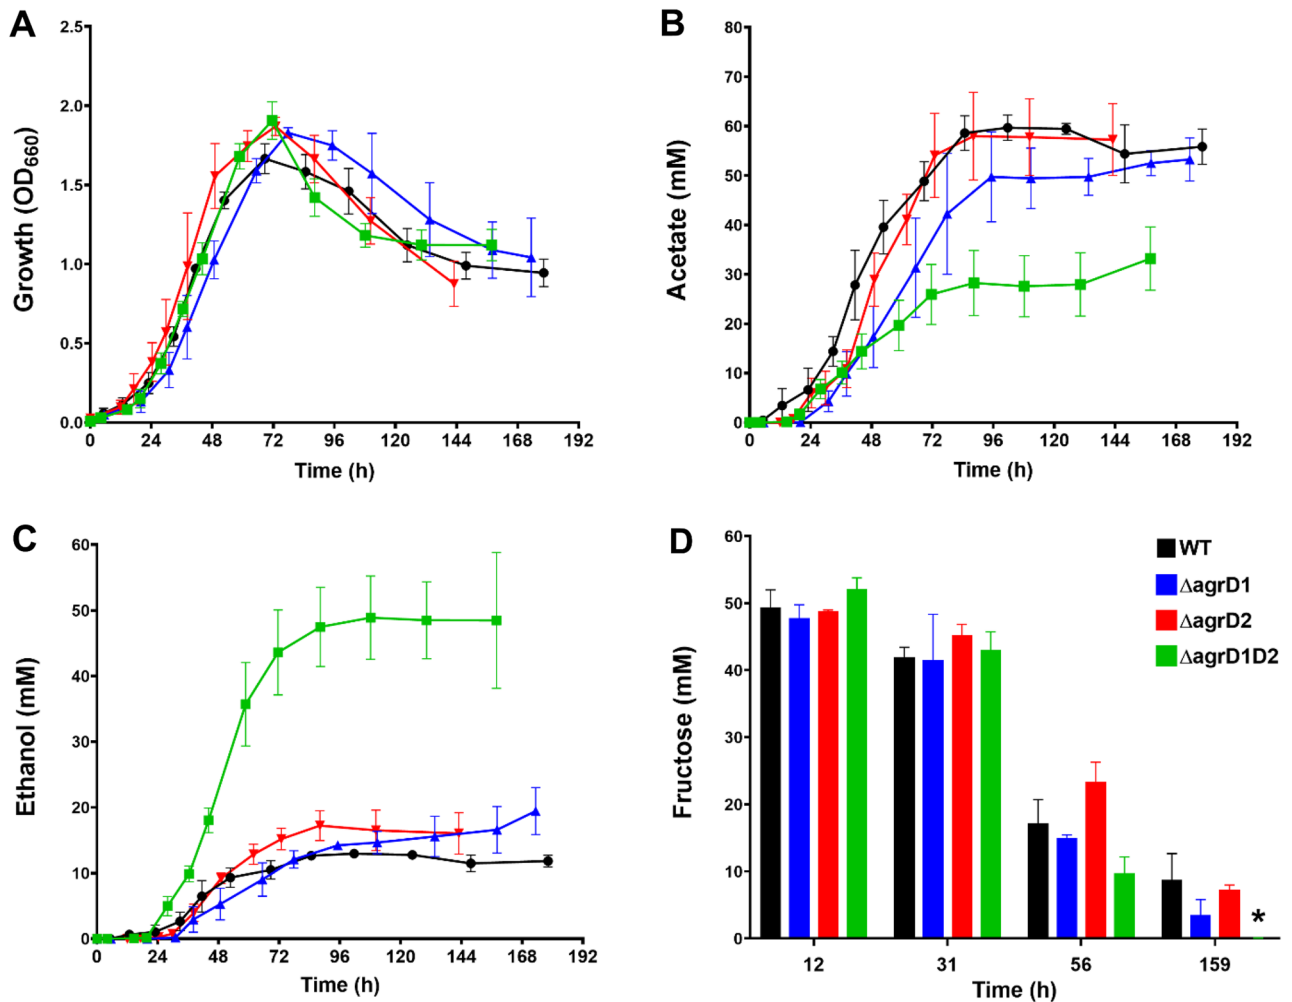 A
Growth (OD660)
2.5
2.0
1.5
1.0
0.5
0.0
0 24 48 72 96 120 144 168 192
Time (h)
B
Acetate (mM)
80
70
60
50
40
30
20
10
0
0 24 48 72 96 120 144 168 192
Time (h)
C
Ethanol (mM)
60
50
40
30
20
10
0
0 24 48 72 96 120 144 168 192
Time (h)
D
Fructose (mM)
60
50
40
30
20
10
0
WT
ΔagrD1
ΔagrD2
ΔagrD1D2
*
12 31 56 159
Time (h)